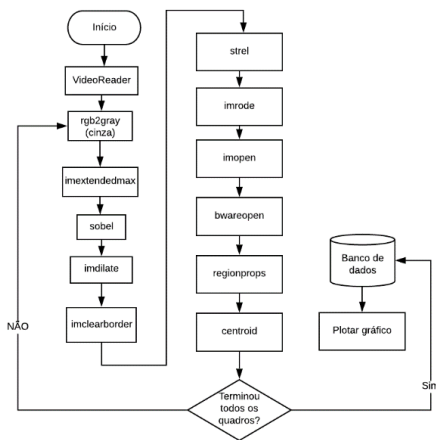 Início
VideoReader
rgb2gray
(cinza)
imextendedmax
sobel
imdilate
imclearborder
strel
imrode
imopen
bwareopen
regionprops
centroid
Terminou
todos os
quadros?
NÃO
Sim
Banco de
dados
Plotar gráfico